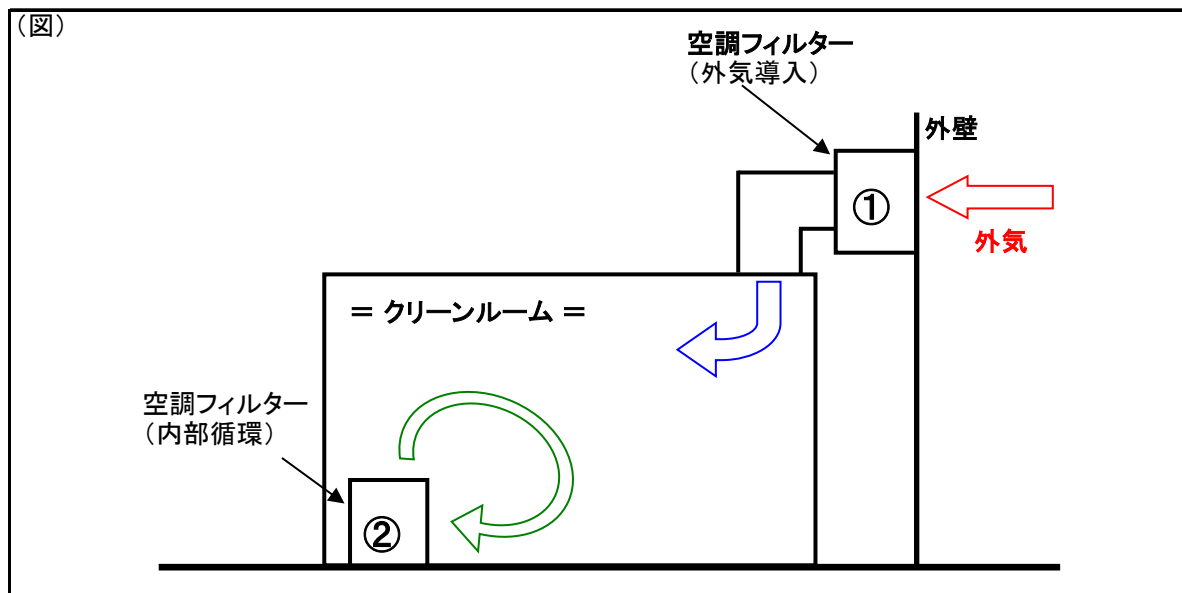 （図）
空調フィルター
（外気導入）
外壁
①
外気
＝ クリーンルーム ＝
空調フィルター
（内部循環）
②